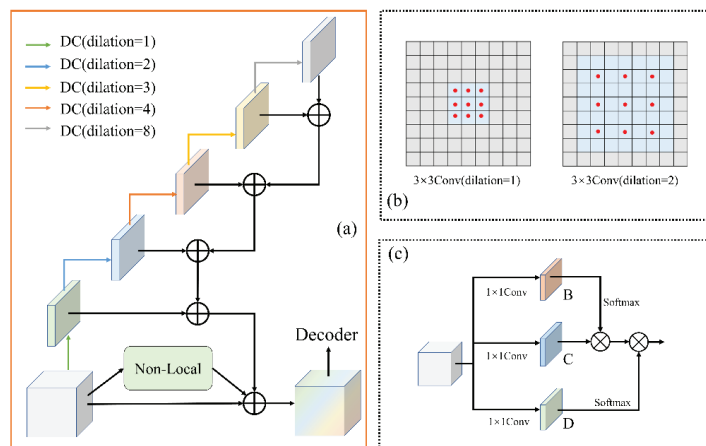 DC(dilation=1)
DC(dilation=2)
DC(dilation=3)
DC(dilation=4)
DC(dilation=8)
(a)
Non-Local
Decoder
3×3Conv(dilation=1)
3×3Conv(dilation=2)
(b)
(c)
1×1Conv
B
Softmax
1×1Conv
C
1×1Conv
D
Softmax